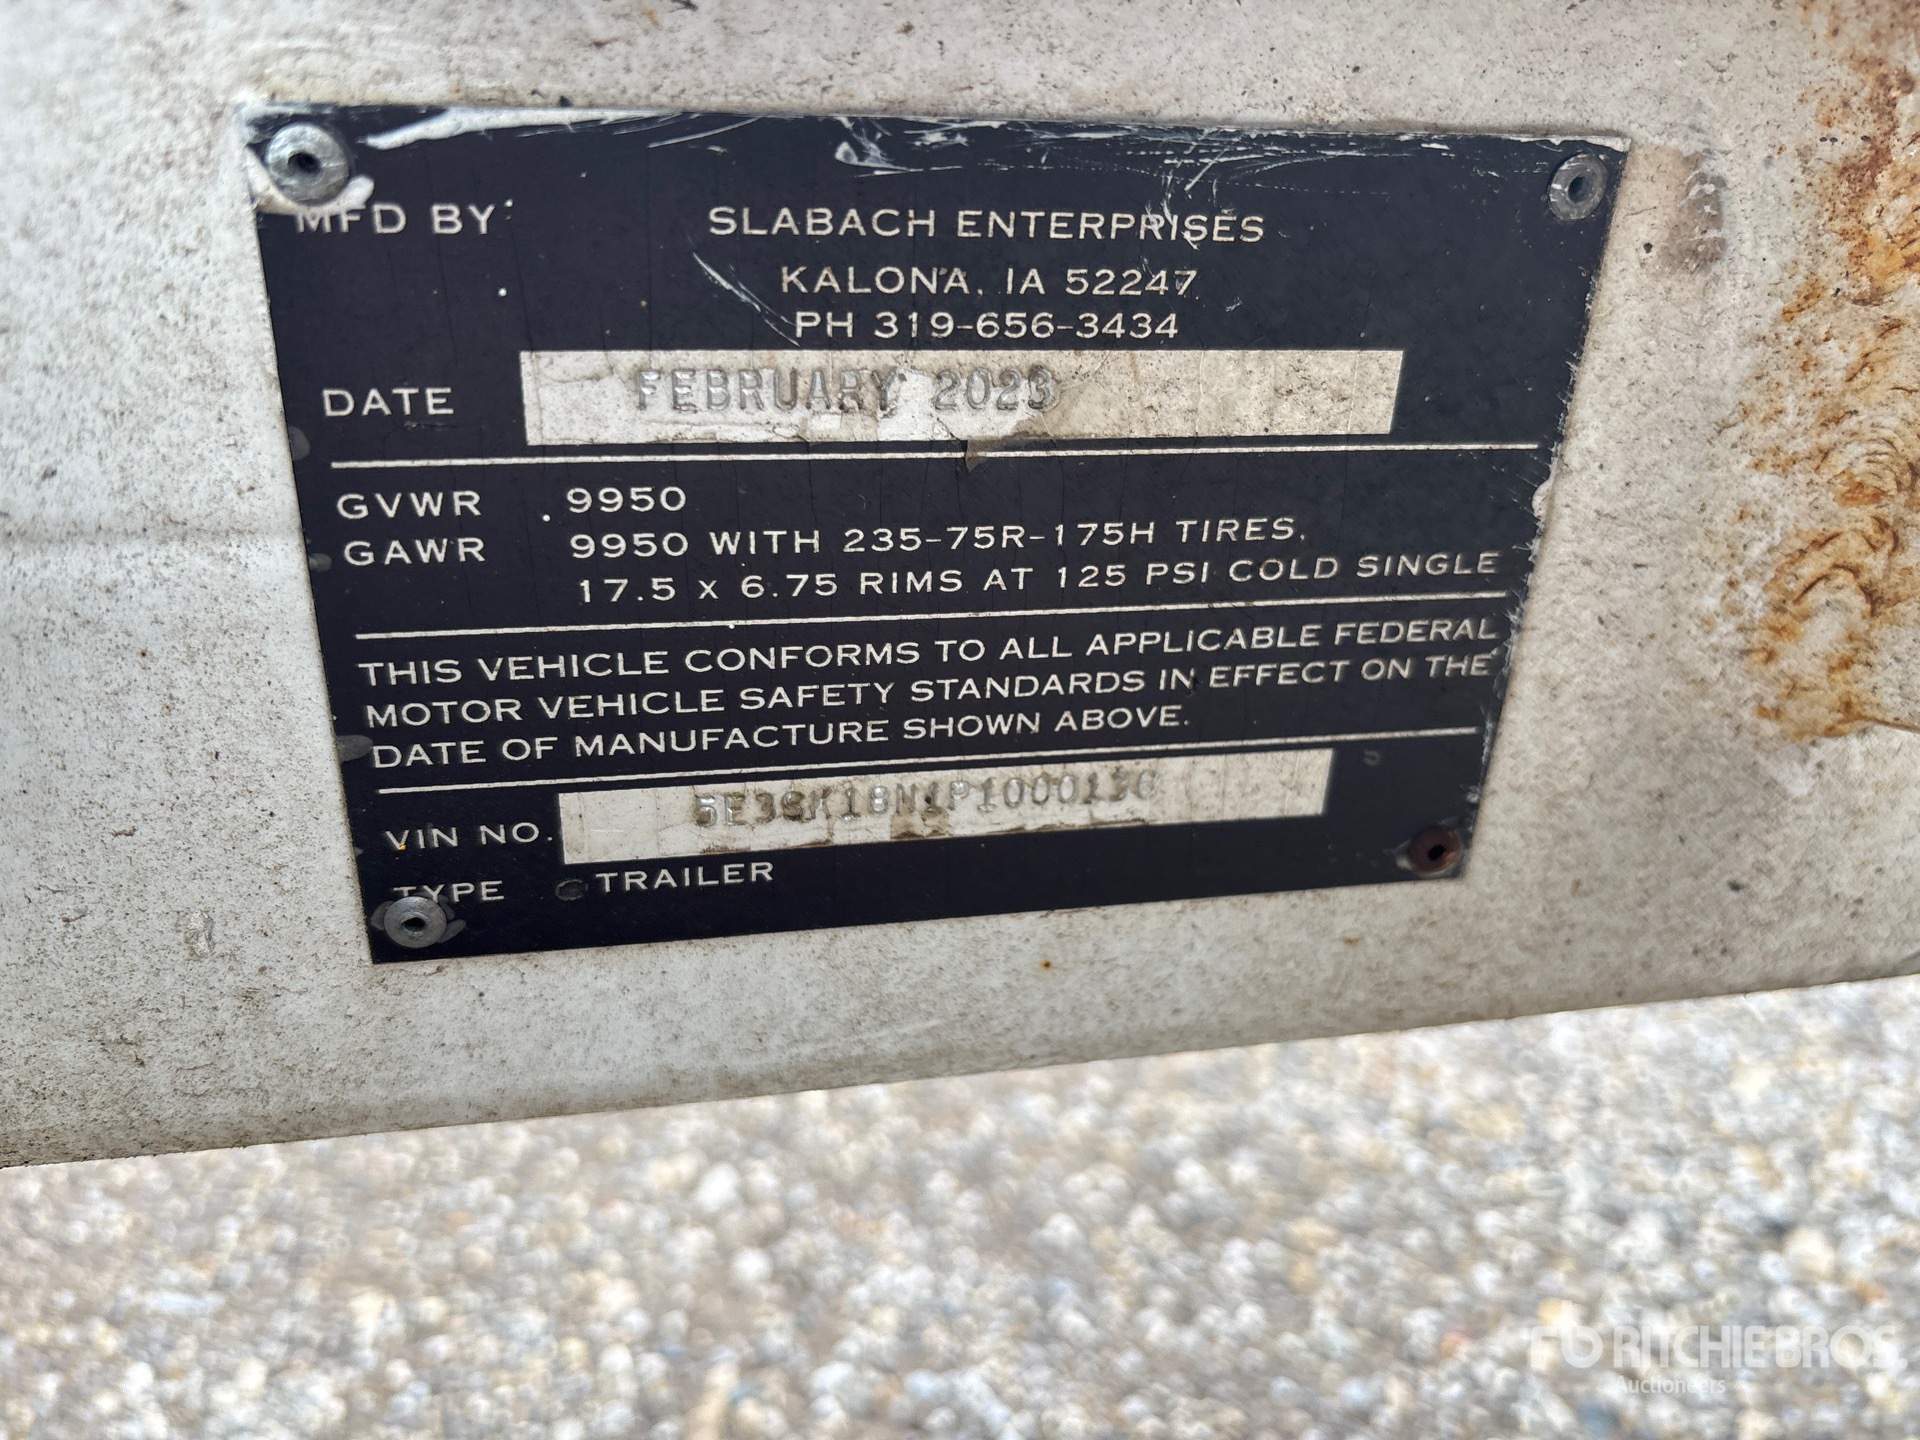 MFD BY:
SLABACH ENTERPRISES
KALONA, IA 52247
PH 319-656-3434
DATE FEBRUARY 2023
GVWR 9950
GAWR 9950 WITH 235-75R-175H TIRES,
17.5 x 6.75 RIMS AT 125 PSI COLD SINGLE
THIS VEHICLE CONFORMS TO ALL APPLICABLE FEDERAL
MOTOR VEHICLE SAFETY STANDARDS IN EFFECT ON THE
DATE OF MANUFACTURE SHOWN ABOVE.
VIN NO.
TYPE TRAILER
RITCHIE BROS.
Auctioneers